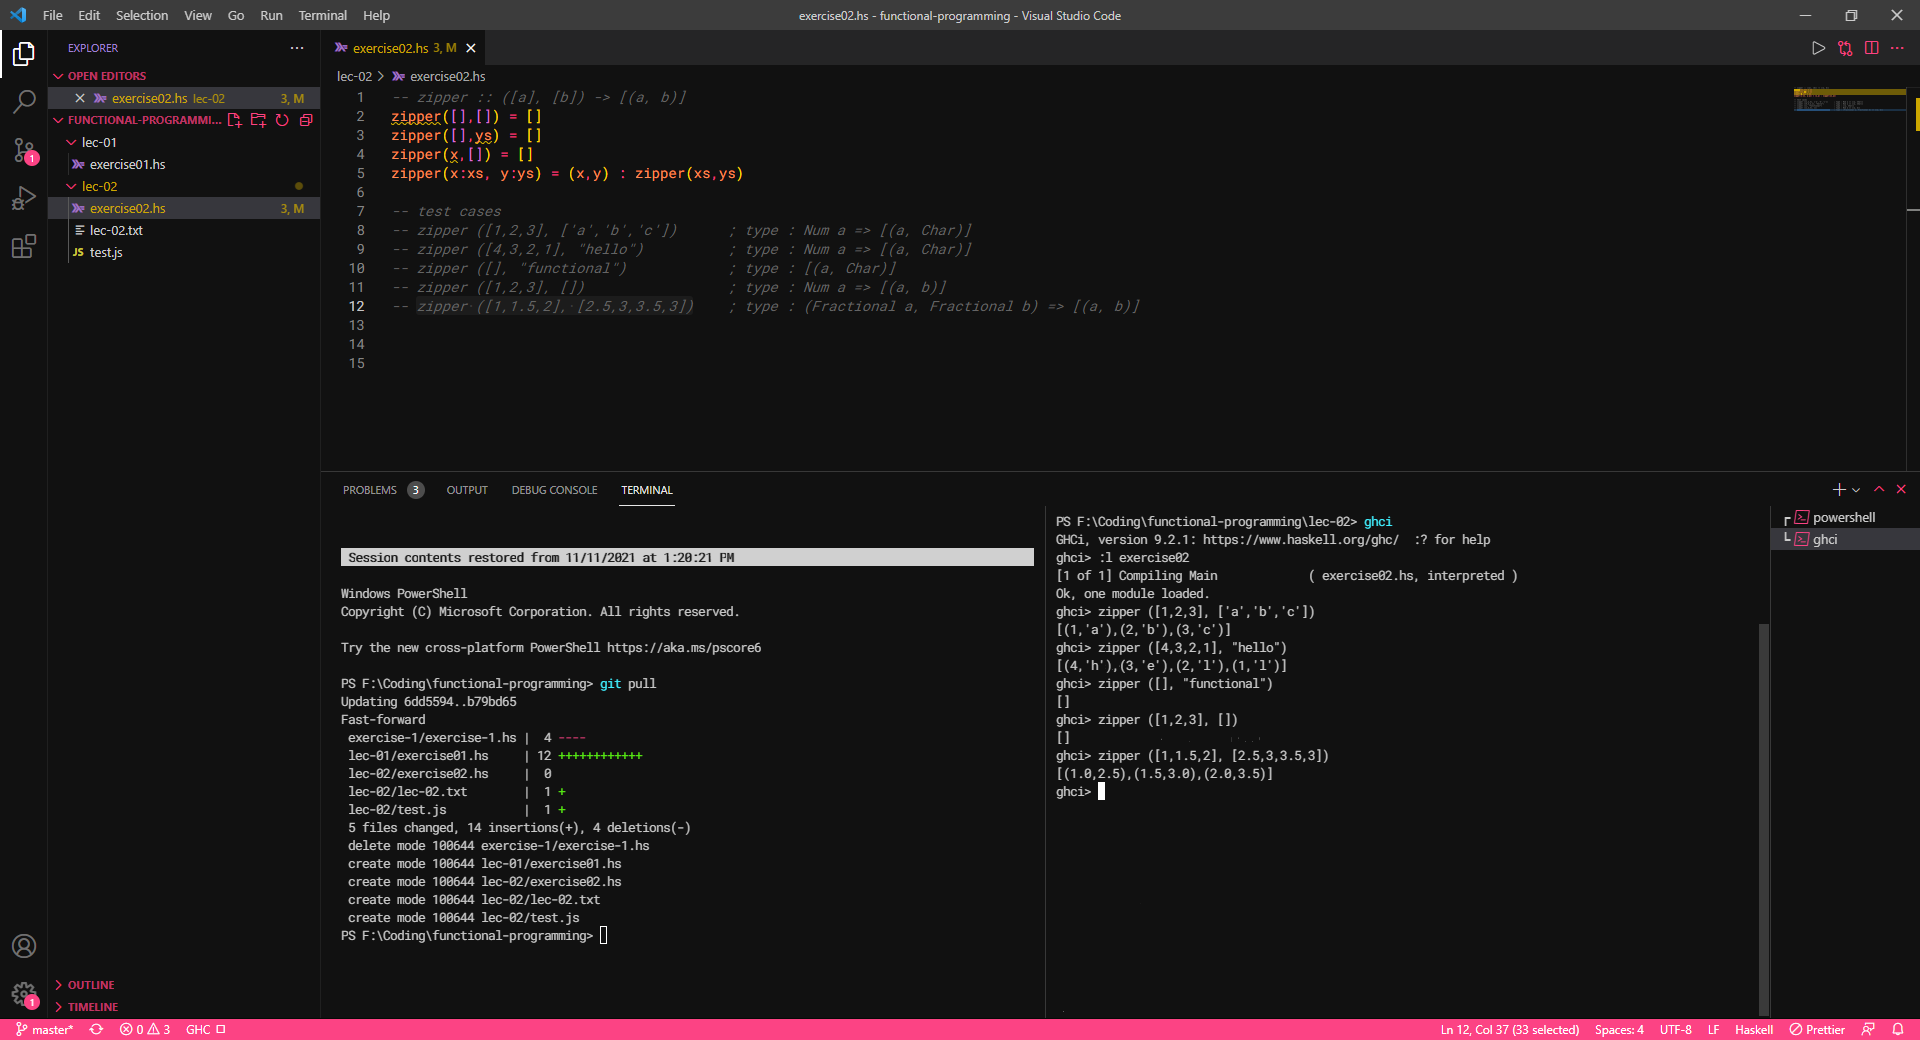 File Edit Selection View Go Run Terminal Help
exercise02.hs - functional-programming - Visual Studio Code
EXPLORER
OPEN EDITORS
exercise02.hs lec-02 3, M
FUNCTIONAL-PROGRAMMI...
lec-01
exercise01.hs
lec-02
exercise02.hs 3, M
lec-02.txt
JS test.js
OUTLINE
TIMELINE
1
1
exercise02.hs 3, M
lec-02 > exercise02.hs
1 -- zipper :: ([a], [b]) -> [(a, b)]
2 zipper([],[]) = []
3 zipper([],ys) = []
4 zipper(x,[]) = []
5 zipper(x:xs, y:ys) = (x,y) : zipper(xs,ys)
6
7 -- test cases
8 -- zipper ([1,2,3], ['a','b','c']) ; type : Num a => [(a, Char)]
9 -- zipper ([4,3,2,1], "hello") ; type : Num a => [(a, Char)]
10 -- zipper ([], "functional") ; type : [(a, Char)]
11 -- zipper ([1,2,3], []) ; type : Num a => [(a, b)]
12 -- zipper ([1,1.5,2], [2.5,3,3.5,3]) ; type : (Fractional a, Fractional b) => [(a, b)]
13
14
15
PROBLEMS 3 OUTPUT DEBUG CONSOLE TERMINAL
Session contents restored from 11/11/2021 at 1:20:21 PM
Windows PowerShell
Copyright (C) Microsoft Corporation. All rights reserved.
Try the new cross-platform PowerShell https://aka.ms/pscore6
PS F:\Coding\functional-programming> git pull
Updating 6dd5594..b79bd65
Fast-forward
exercise-1/exercise-1.hs | 4 ----
lec-01/exercise01.hs | 12 ++++++++++++
lec-02/exercise02.hs | 0
lec-02/lec-02.txt | 1 +
lec-02/test.js | 1 +
5 files changed, 14 insertions(+), 4 deletions(-)
delete mode 100644 exercise-1/exercise-1.hs
create mode 100644 lec-01/exercise01.hs
create mode 100644 lec-02/exercise02.hs
create mode 100644 lec-02/lec-02.txt
create mode 100644 lec-02/test.js
PS F:\Coding\functional-programming>
PS F:\Coding\functional-programming\lec-02> ghci
GHCi, version 9.2.1: https://www.haskell.org/ghc/ :? for help
ghci> :l exercise02
[1 of 1] Compiling Main ( exercise02.hs, interpreted )
Ok, one module loaded.
ghci> zipper ([1,2,3], ['a','b','c'])
[(1,'a'),(2,'b'),(3,'c')]
ghci> zipper ([4,3,2,1], "hello")
[(4,'h'),(3,'e'),(2,'l'),(1,'l')]
ghci> zipper ([], "functional")
[]
ghci> zipper ([1,2,3], [])
[]
ghci> zipper ([1,1.5,2], [2.5,3,3.5,3])
[(1.0,2.5),(1.5,3.0),(2.0,3.5)]
ghci>
powershell
ghci
master* 0 3 GHC
Ln 12, Col 37 (33 selected) Spaces: 4 UTF-8 LF Haskell Prettier